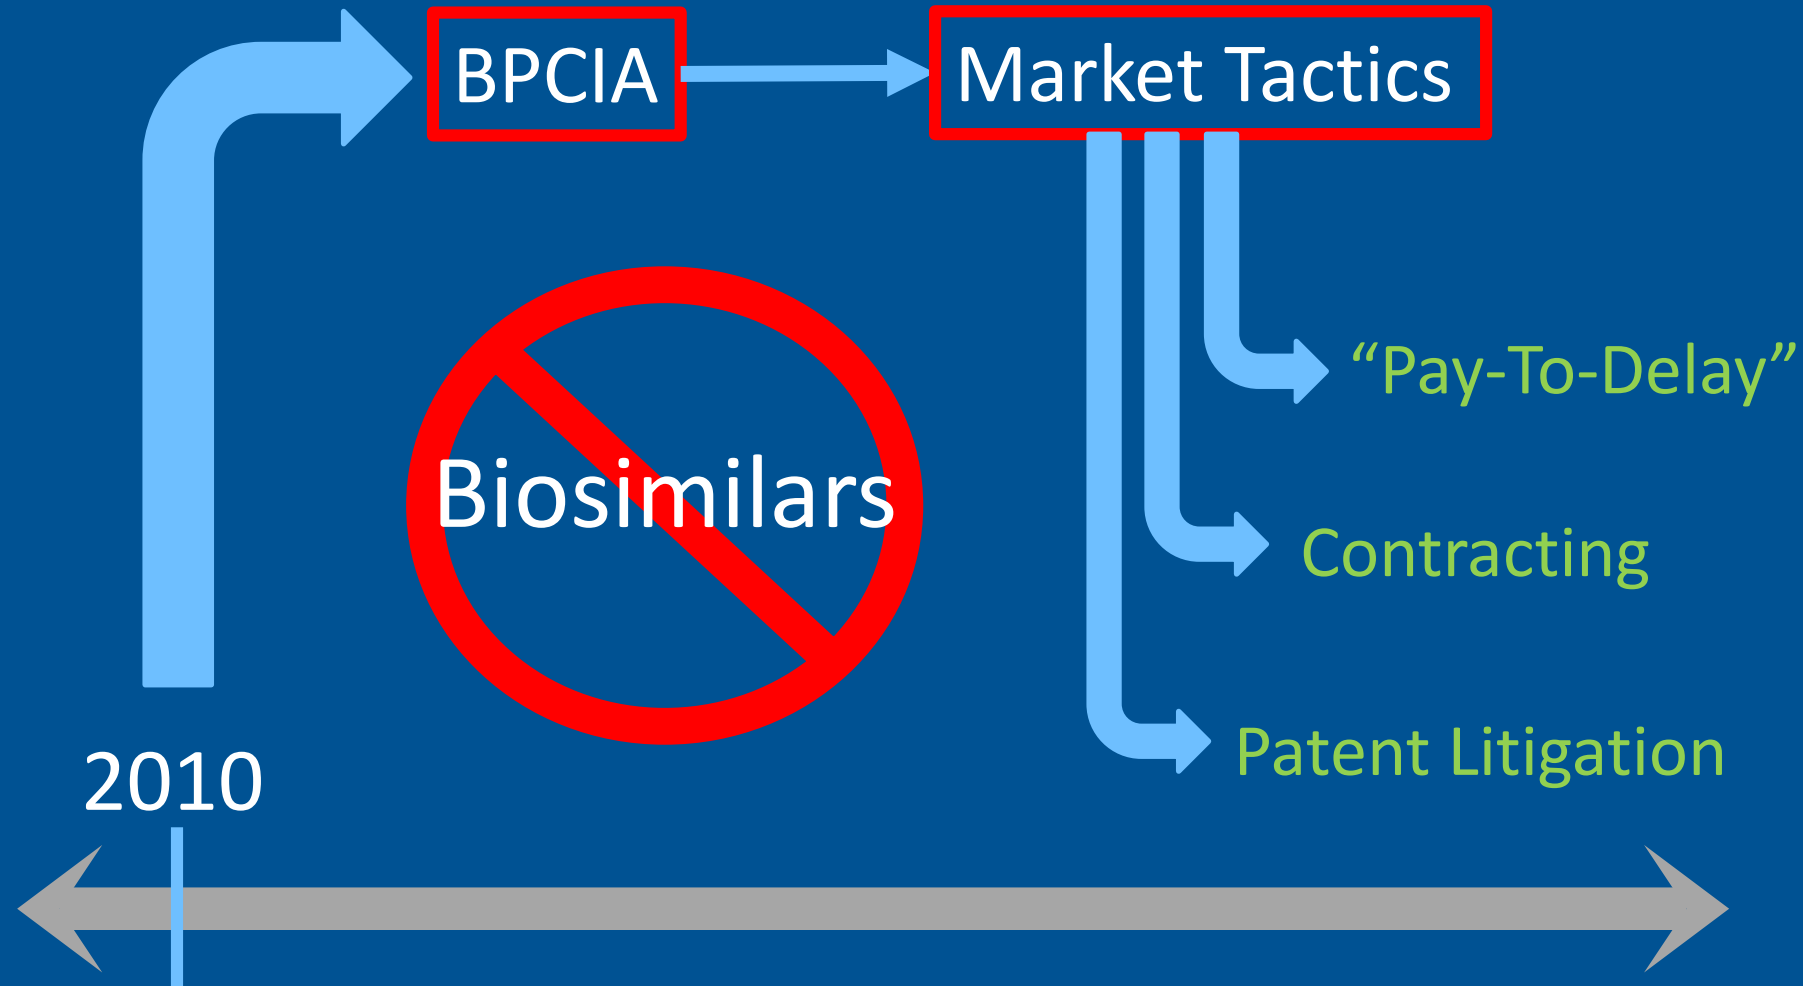 BPCIA
Market Tactics
“Pay-To-Delay”
Biosimilars
Contracting
Patent Litigation
2010